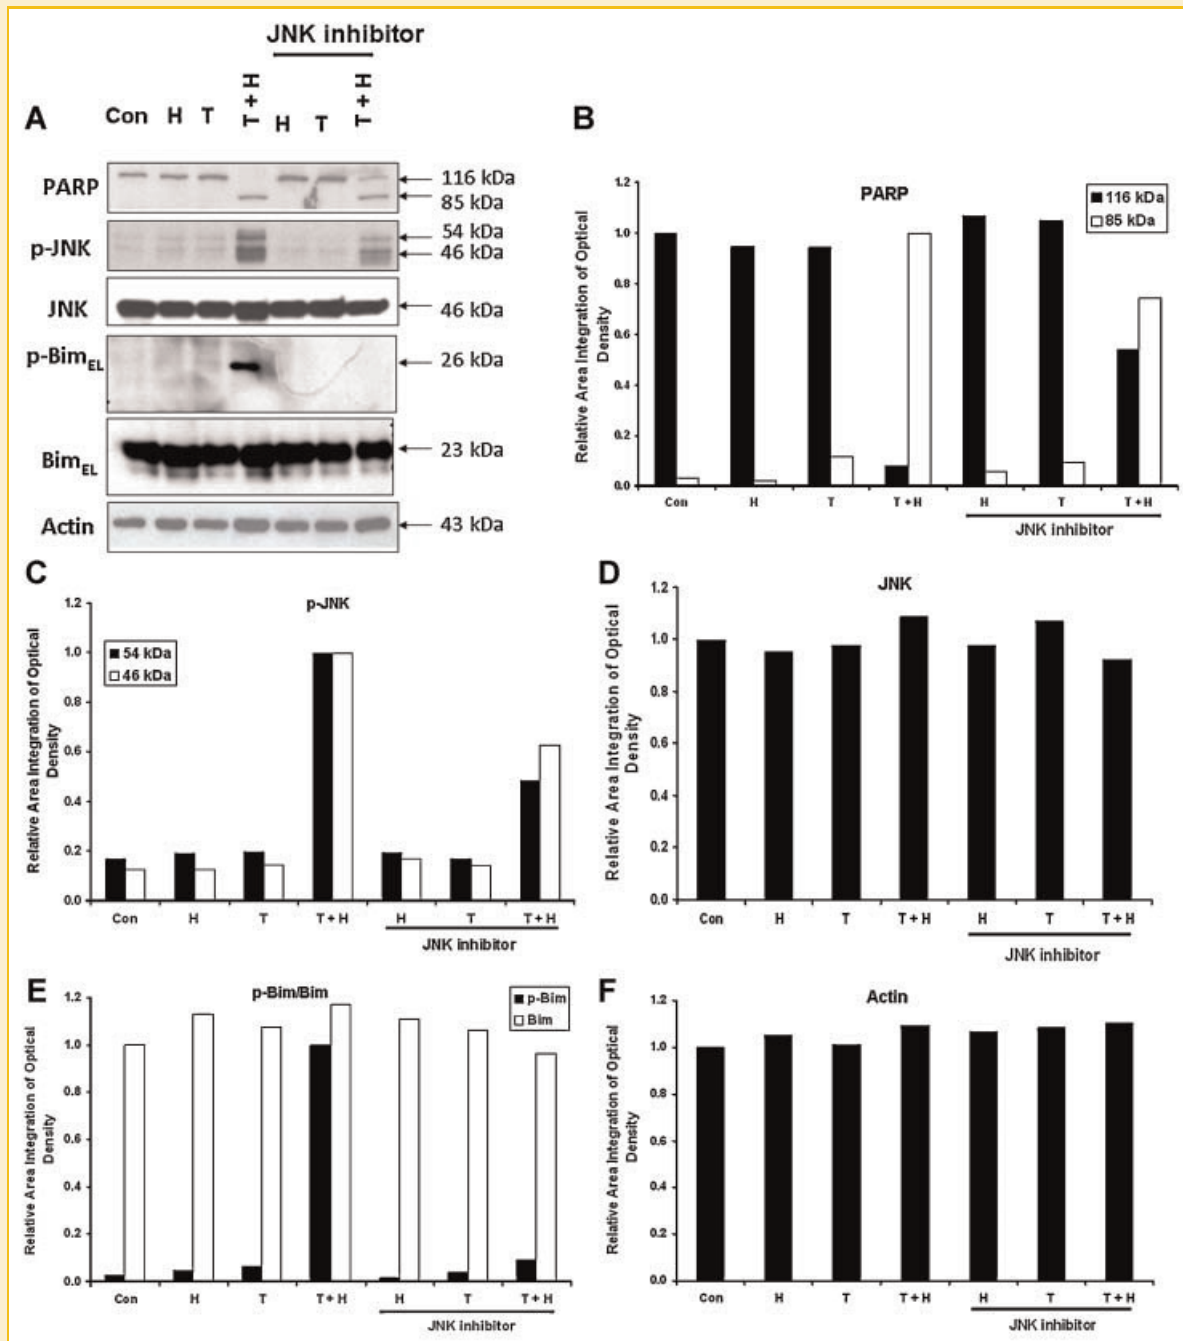 JNK inhibitor
A
Con H T T + H H T T + H
PARP
116 kDa
85 kDa
p-JNK
54 kDa
46 kDa
JNK
46 kDa
p-BimEL
26 kDa
BimEL
23 kDa
Actin
43 kDa
B
PARP
116 kDa
85 kDa
Relative Area Integration of Optical
Density
1.2
1.0
0.8
0.6
0.4
0.2
0.0
Con H T T + H H T T + H
JNK inhibitor
C
p-JNK
54 kDa
46 kDa
Relative Area Integration of Optical
Density
1.2
1.0
0.8
0.6
0.4
0.2
0.0
Con H T T + H H T T + H
JNK inhibitor
D
JNK
Relative Area Integration of Optical
Density
1.2
1.0
0.8
0.6
0.4
0.2
0.0
Con H T T + H H T T + H
JNK inhibitor
E
p-Bim/Bim
p-Bim
Bim
Relative Area Integration of Optical
Density
1.2
1.0
0.8
0.6
0.4
0.2
0.0
Con H T T + H H T T + H
JNK inhibitor
F
Actin
Relative Area Integration of Optical
Density
1.2
1.0
0.8
0.6
0.4
0.2
0.0
Con H T T + H H T T + H
JNK inhibitor